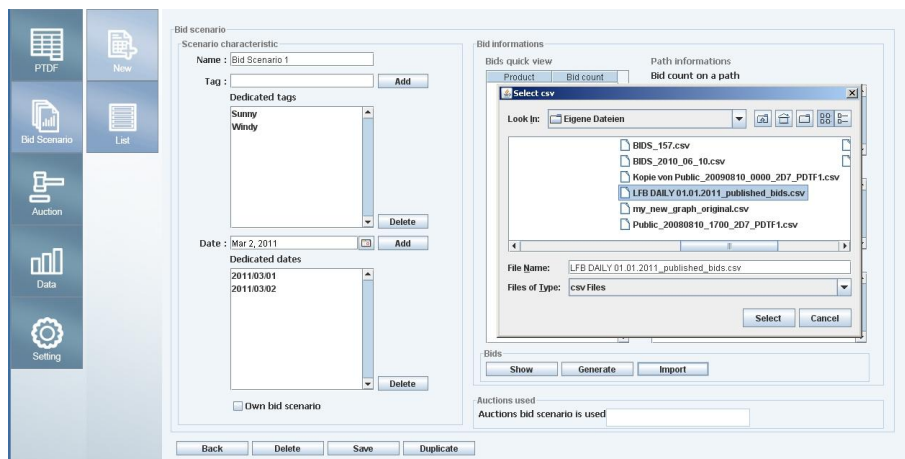 PTDF
New
Bid Scenario
List
Auction
Data
Setting
Bid scenario
Scenario characteristic
Name : Bid Scenario 1
Tag : Add
Dedicated tags
Sunny
Windy
Delete
Date : Mar 2, 2011 Add
Dedicated dates
2011/03/01
2011/03/02
Delete
Own bid scenario
Back Delete Save Duplicate
Bid informations
Bids quick view Path informations
Product Bid count Bid count on a path
Select csv
Look In: Eigene Dateien
BIDS_157.csv
BIDS_2010_06_10.csv
Kopie von Public_20090810_0000_2D7_PDTF1.csv
LFB DAILY 01.01.2011_published_bids.csv
my_new_graph_original.csv
Public_20080810_1700_2D7_PDTF1.csv
File Name: LFB DAILY 01.01.2011_published_bids.csv
Files of Type: csv Files
Select Cancel
Bids
Show Generate Import
Auctions used
Auctions bid scenario is used